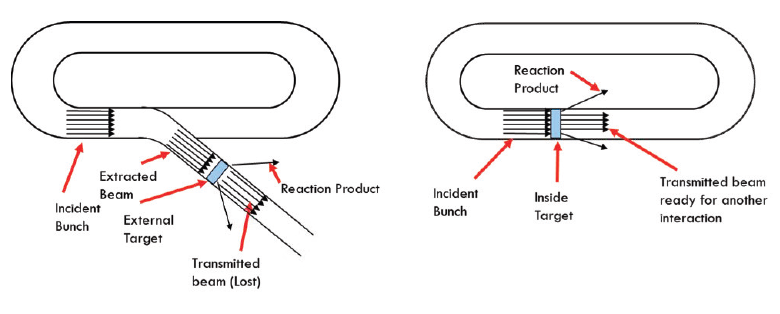 Incident
Bunch
Extracted
Beam
External
Target
Reaction Product
Transmitted
beam (Lost)
Reaction
Product
Incident
Bunch
Inside
Target
Transmitted beam
ready for another
interaction